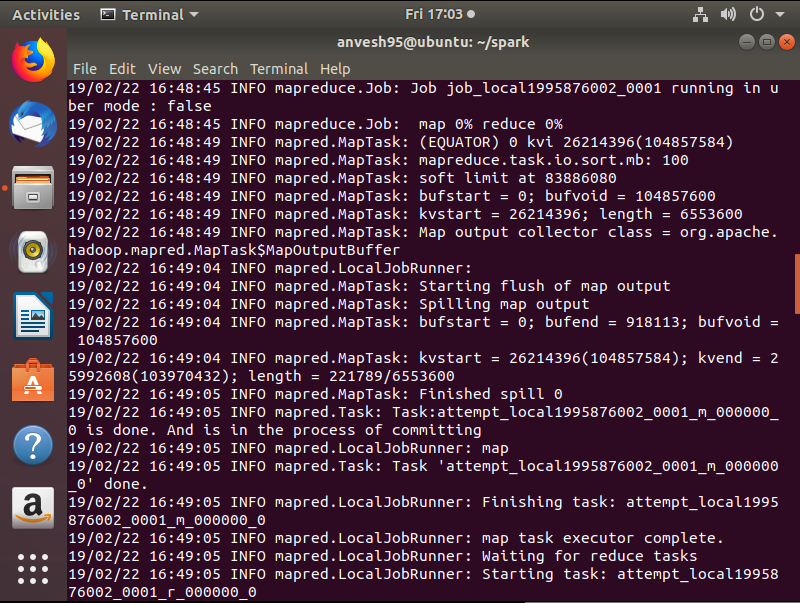 Activities Terminal Fri 17:03
anvesh95@ubuntu: ~/spark
File Edit View Search Terminal Help
19/02/22 16:48:45 INFO mapreduce.Job: Job job_local1995876002_0001 running in u
ber mode : false
19/02/22 16:48:45 INFO mapreduce.Job:  map 0% reduce 0%
19/02/22 16:48:49 INFO mapred.MapTask: (EQUATOR) 0 kvi 26214396(104857584)
19/02/22 16:48:49 INFO mapred.MapTask: mapreduce.task.io.sort.mb: 100
19/02/22 16:48:49 INFO mapred.MapTask: soft limit at 83886080
19/02/22 16:48:49 INFO mapred.MapTask: bufstart = 0; bufvoid = 104857600
19/02/22 16:48:49 INFO mapred.MapTask: kvstart = 26214396; length = 6553600
19/02/22 16:48:49 INFO mapred.MapTask: Map output collector class = org.apache.
hadoop.mapred.MapTask$MapOutputBuffer
19/02/22 16:49:04 INFO mapred.LocalJobRunner:
19/02/22 16:49:04 INFO mapred.MapTask: Starting flush of map output
19/02/22 16:49:04 INFO mapred.MapTask: Spilling map output
19/02/22 16:49:04 INFO mapred.MapTask: bufstart = 0; bufend = 918113; bufvoid =
 104857600
19/02/22 16:49:04 INFO mapred.MapTask: kvstart = 26214396(104857584); kvend = 2
5992608(103970432); length = 221789/6553600
19/02/22 16:49:05 INFO mapred.MapTask: Finished spill 0
19/02/22 16:49:05 INFO mapred.Task: Task:attempt_local1995876002_0001_m_000000_
0 is done. And is in the process of committing
19/02/22 16:49:05 INFO mapred.LocalJobRunner: map
19/02/22 16:49:05 INFO mapred.Task: Task 'attempt_local1995876002_0001_m_000000
_0' done.
19/02/22 16:49:05 INFO mapred.LocalJobRunner: Finishing task: attempt_local1995
876002_0001_m_000000_0
19/02/22 16:49:05 INFO mapred.LocalJobRunner: map task executor complete.
19/02/22 16:49:05 INFO mapred.LocalJobRunner: Waiting for reduce tasks
19/02/22 16:49:05 INFO mapred.LocalJobRunner: Starting task: attempt_local19958
76002_0001_r_000000_0